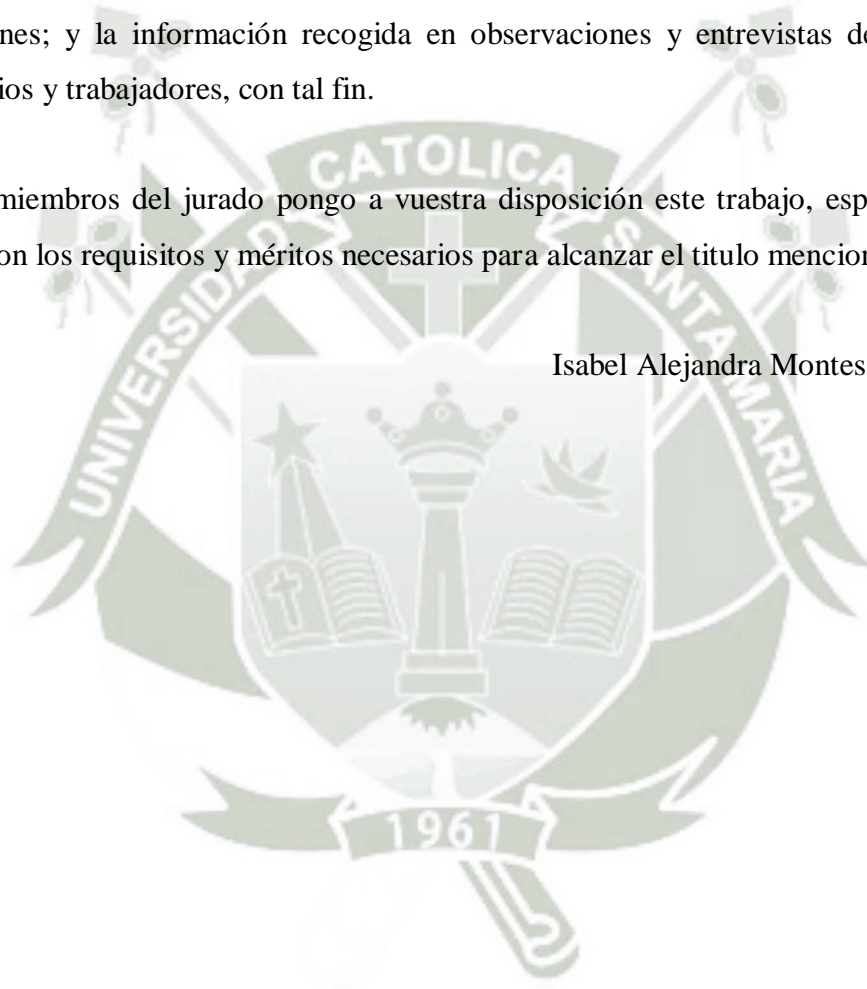 nes; y la información recogida en observaciones y entrevistas de
ios y trabajadores, con tal fin.
miembros del jurado pongo a vuestra disposición este trabajo, esp
on los requisitos y méritos necesarios para alcanzar el titulo mencion
Isabel Alejandra Montes
UNIVERSIDAD CATOLICA SANTA MARIA
1961